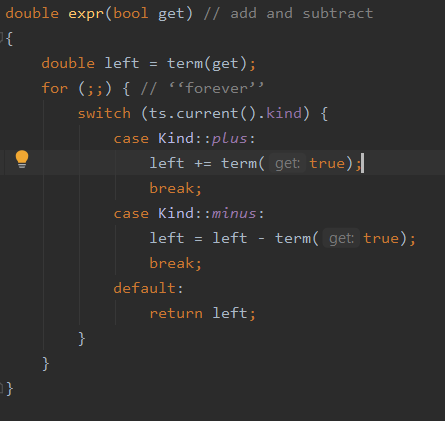 double expr(bool get) // add and subtract
{
    double left = term(get);
    for (;;) { // ‘‘forever’’
        switch (ts.current().kind) {
            case Kind::plus:
                left += term( get: true);
                break;
            case Kind::minus:
                left = left - term( get: true);
                break;
            default:
                return left;
        }
    }
}